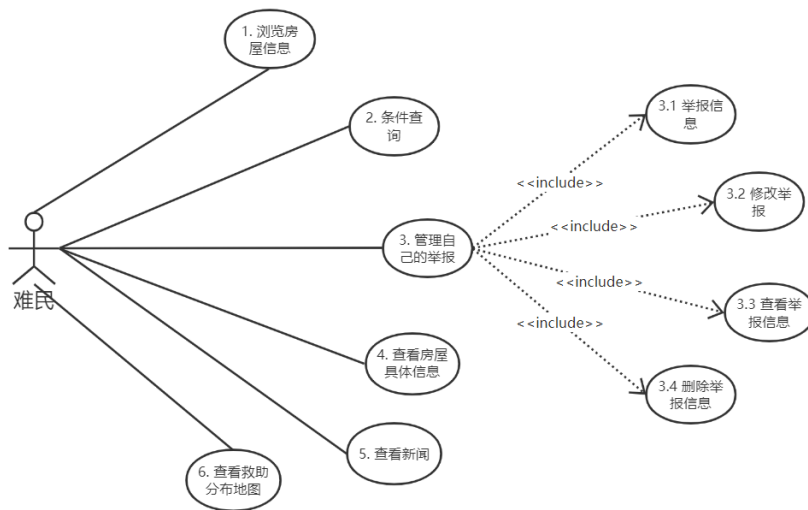 1. 浏览房
屋信息
2. 条件查
询
3.1 举报信
息
<<include>>
3.2 修改举
报
<<include>>
3. 管理自
己的举报
<<include>>
3.3 查看举
报信息
难民
<<include>>
4. 查看房屋
具体信息
3.4 删除举
报信息
5. 查看新闻
6. 查看救助
分布地图